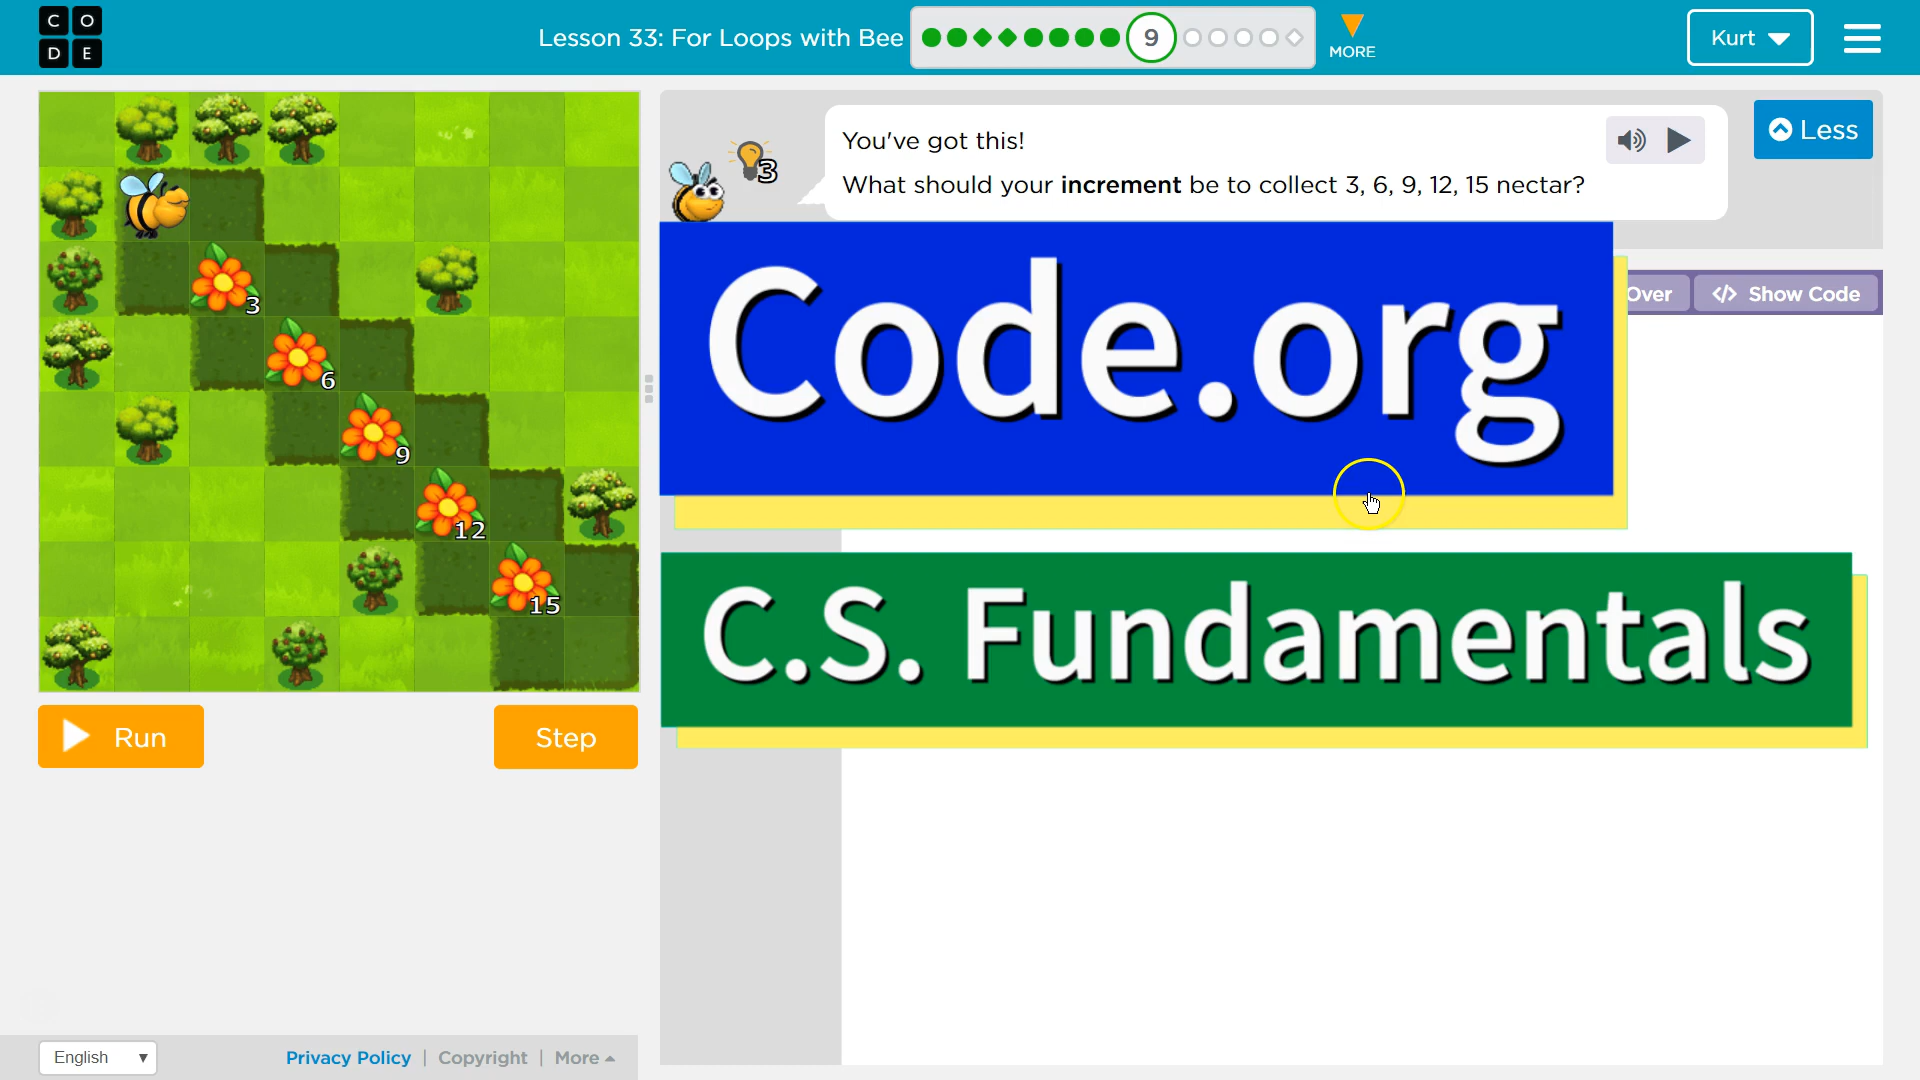 C O
D E
Lesson 33: For Loops with Bee
9
MORE
Kurt
You've got this!
What should your increment be to collect 3, 6, 9, 12, 15 nectar?
3
Less
Code.org
Over
Show Code
3
6
9
12
15
C.S. Fundamentals
Run
Step
English
Privacy Policy | Copyright | More